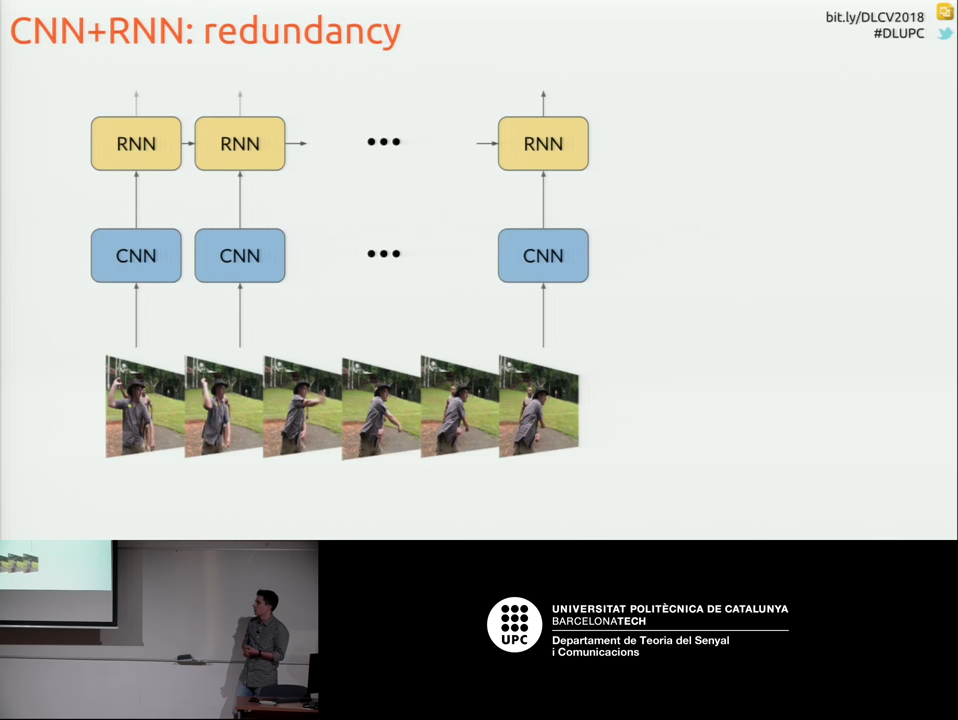 CNN+RNN: redundancy
bit.ly/DLCV2018
#DLUPC
RNN RNN ••• RNN
CNN CNN ••• CNN
UPC
UNIVERSITAT POLITÈCNICA DE CATALUNYA
BARCELONATECH
Departament de Teoria del Senyal
i Comunicacions